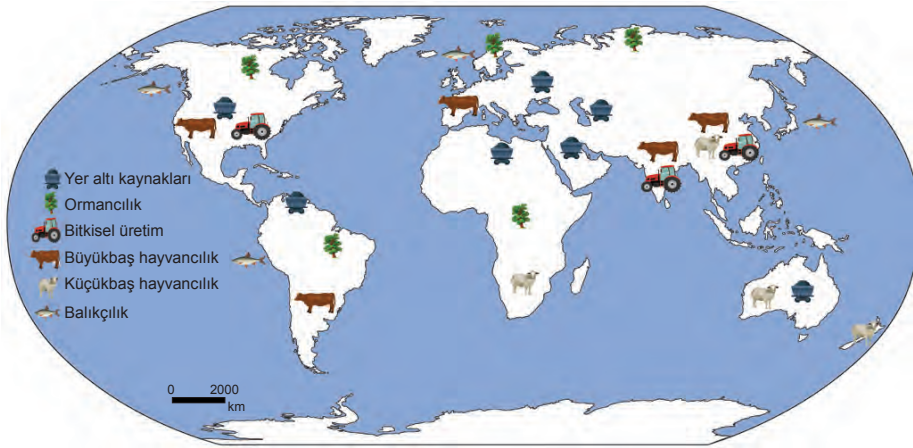 Yer altı kaynakları
Ormancılık
Bitkisel üretim
Büyükbaş hayvancılık
Küçükbaş hayvancılık
Balıkçılık
0 2000
km